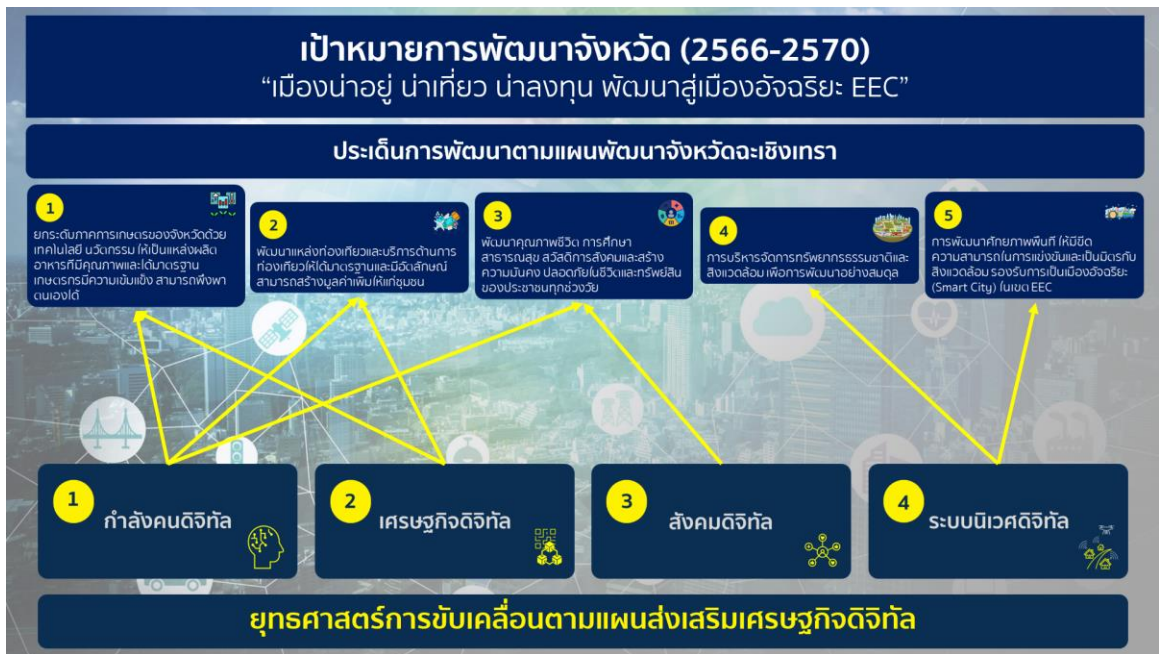 เป้าหมายการพัฒนาจังหวัด (2566-2570)
“เมืองน่าอยู่ น่าเที่ยว น่าลงทุน พัฒนาสู่เมืองอัจฉริยะ EEC”
ประเด็นการพัฒนาตามแผนพัฒนาจังหวัดฉะเชิงเทรา
1
ยกระดับภาคการเกษตรของจังหวัดด้วย
เทคโนโลยี นวัตกรรม ให้เป็นแหล่งผลิต
อาหารที่มีคุณภาพและได้มาตรฐาน
เกษตรกรมีความเข้มแข็ง สามารถพึ่งพา
ตนเองได้
2
พัฒนาแหล่งท่องเที่ยวและบริการด้านการ
ท่องเที่ยวให้ได้มาตรฐานและมีอัตลักษณ์
สามารถสร้างมูลค่าเพิ่มให้แก่ชุมชน
3
พัฒนาคุณภาพชีวิต การศึกษา
สาธารณสุข สวัสดิการสังคมและสร้าง
ความมั่นคง ปลอดภัยในชีวิตและทรัพย์สิน
ของประชาชนทุกช่วงวัย
4
การบริหารจัดการทรัพยากรธรรมชาติและ
สิ่งแวดล้อม เพื่อการพัฒนาอย่างสมดุล
5
การพัฒนาศักยภาพพื้นที่ ให้มีขีด
ความสามารถในการแข่งขันและเป็นมิตรกับ
สิ่งแวดล้อม รองรับการเป็นเมืองอัจฉริยะ
(Smart City) ในเขต EEC
1
กำลังคนดิจิทัล
2
เศรษฐกิจดิจิทัล
3
สังคมดิจิทัล
4
ระบบนิเวศดิจิทัล
ยุทธศาสตร์การขับเคลื่อนตามแผนส่งเสริมเศรษฐกิจดิจิทัล